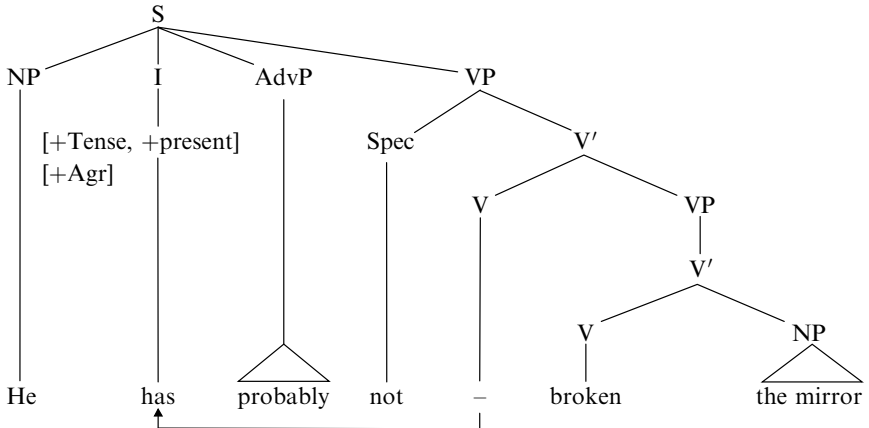 S
NP I AdvP VP
[+Tense, +present] Spec V′
[+Agr]
V VP
V′
V NP
He has probably not – broken the mirror